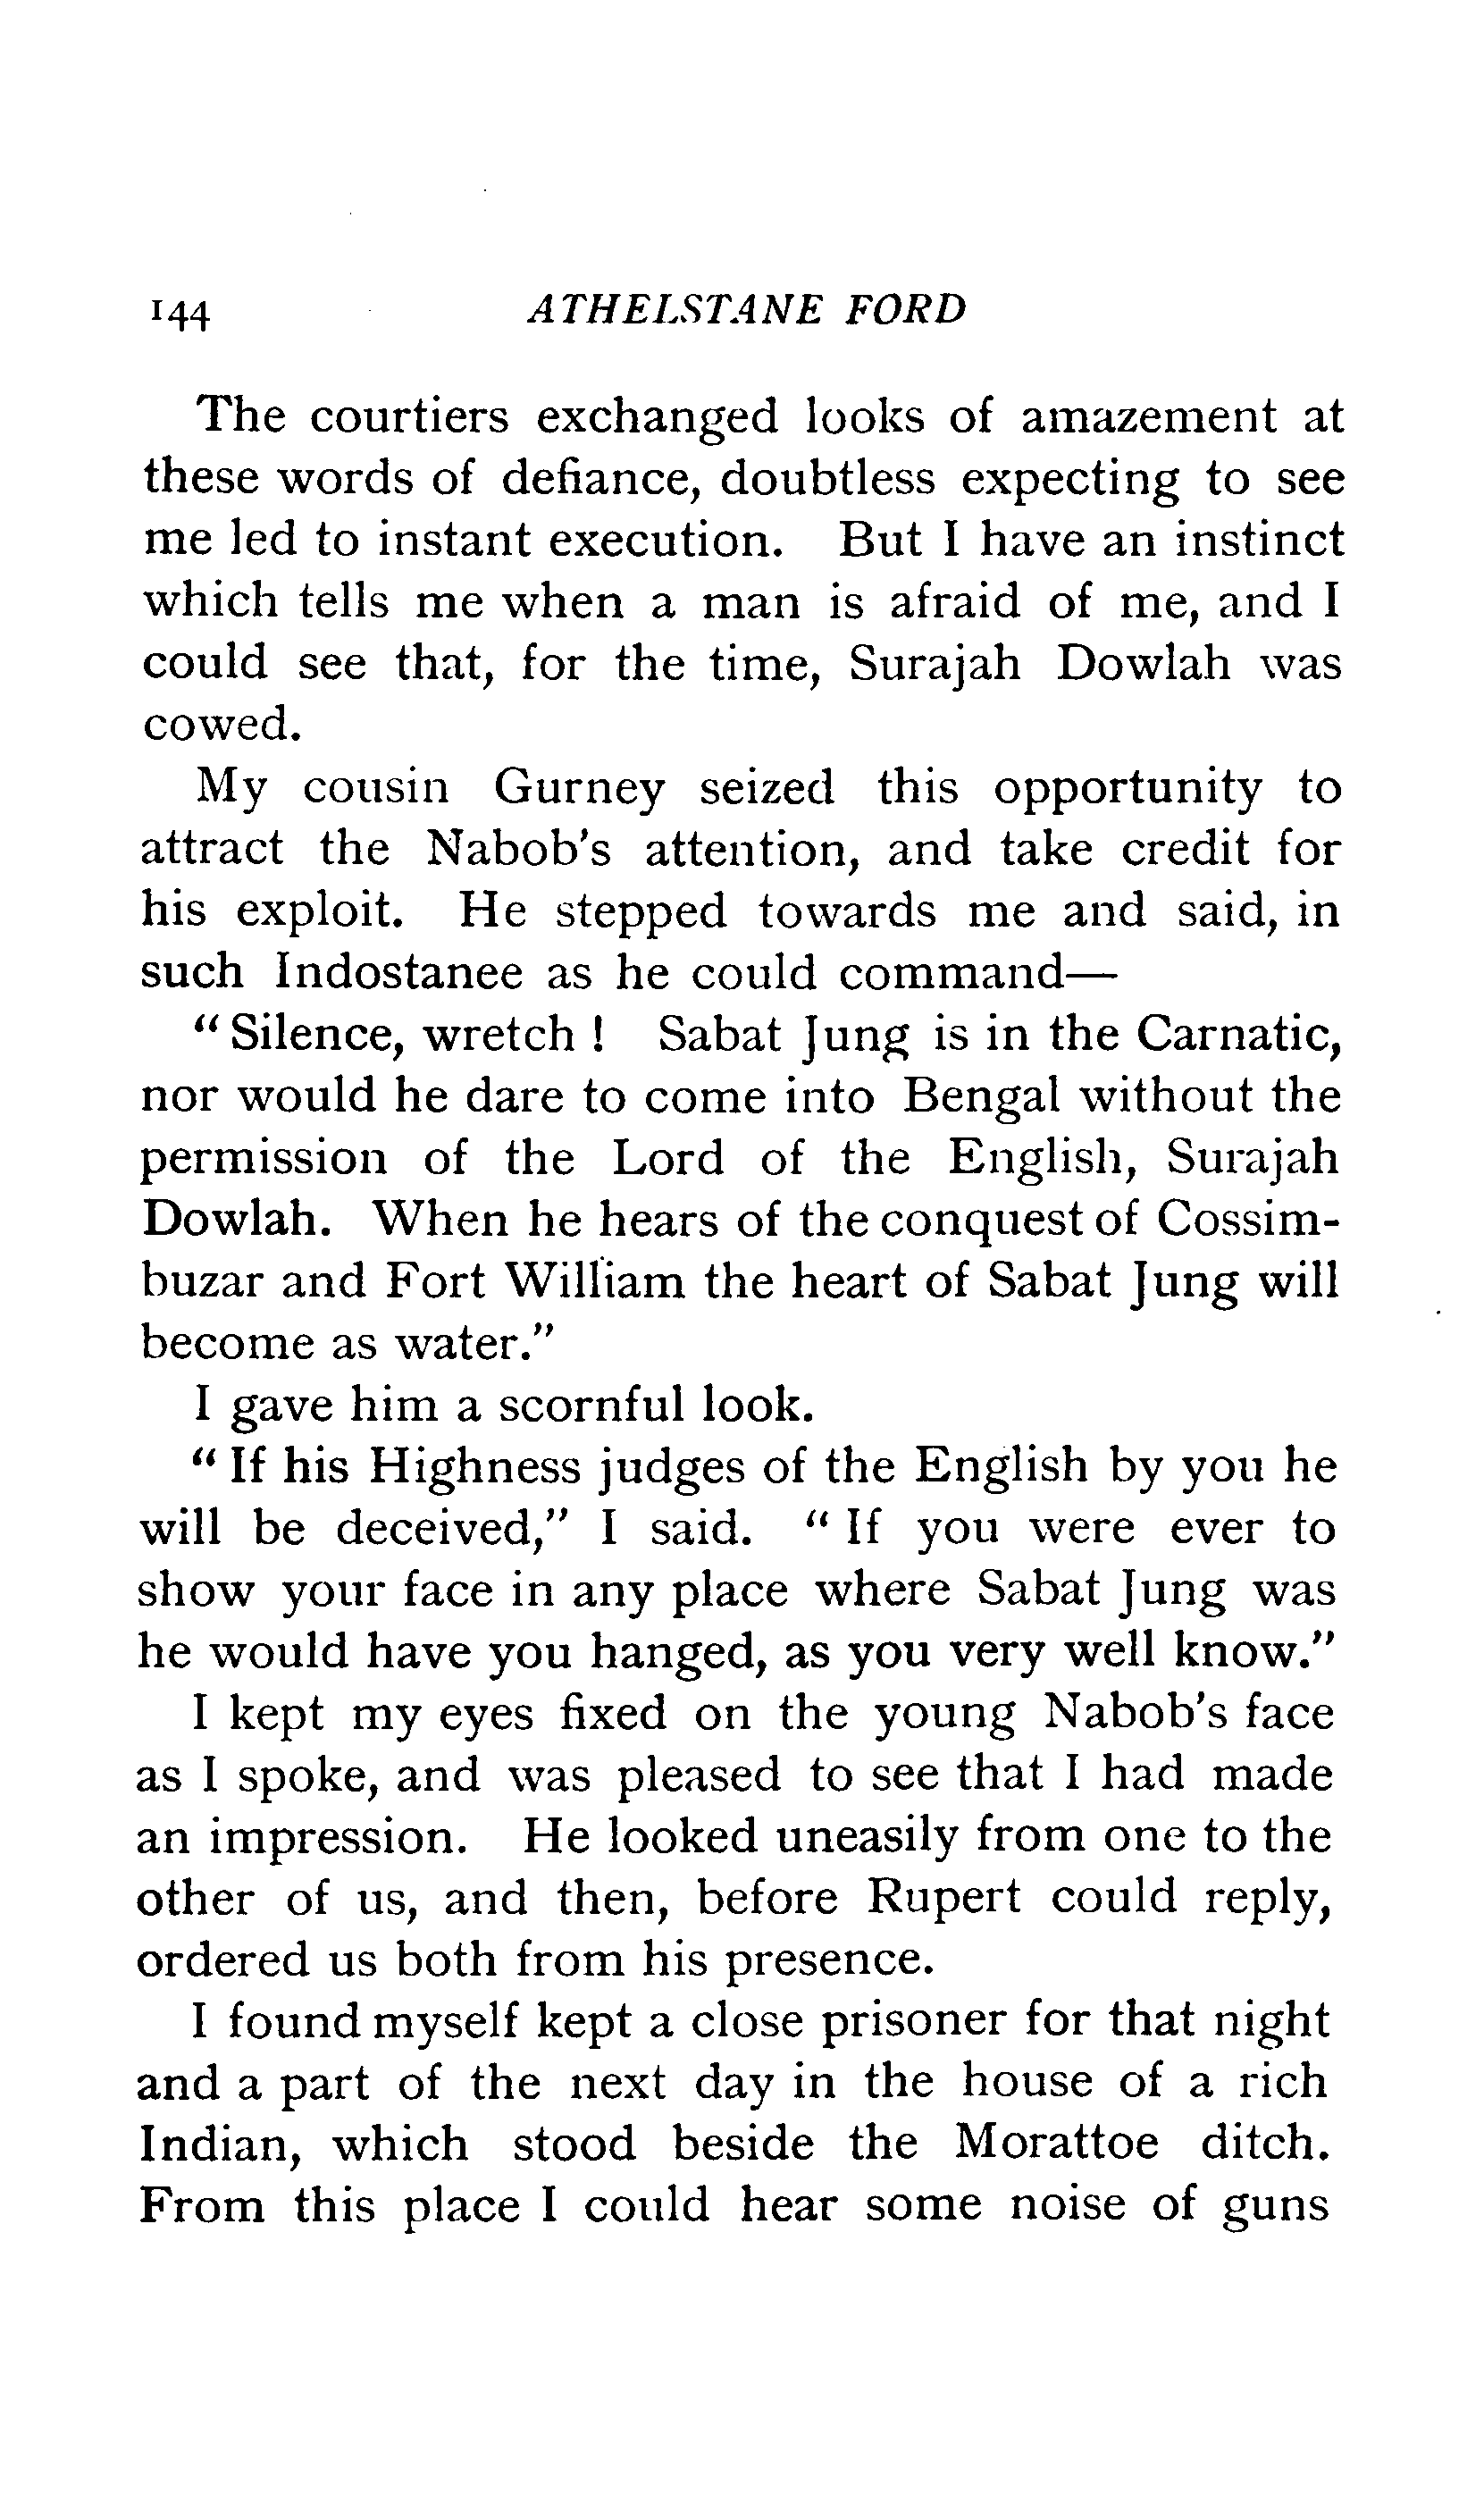 144 ATHELSTANE FORD
The courtiers exchanged looks of amazement at
these words of defiance, doubtless expecting to see
me led to instant execution. But I have an instinct
which tells me when a man is afraid of me, and I
could see that, for the time, Surajah Dowlah was
cowed.
My cousin Gurney seized this opportunity to
attract the Nabob's attention, and take credit for
his exploit. He stepped towards me and said, in
such Indostanee as he could command—
"Silence, wretch! Sabat Jung is in the Carnatic,
nor would he dare to come into Bengal without the
permission of the Lord of the English, Surajah
Dowlah. When he hears of the conquest of Cossim-
buzar and Fort William the heart of Sabat Jung will
become as water."
I gave him a scornful look.
"If his Highness judges of the English by you he
will be deceived," I said. "If you were ever to
show your face in any place where Sabat Jung was
he would have you hanged, as you very well know."
I kept my eyes fixed on the young Nabob's face
as I spoke, and was pleased to see that I had made
an impression. He looked uneasily from one to the
other of us, and then, before Rupert could reply,
ordered us both from his presence.
I found myself kept a close prisoner for that night
and a part of the next day in the house of a rich
Indian, which stood beside the Morattoe ditch.
From this place I could hear some noise of guns